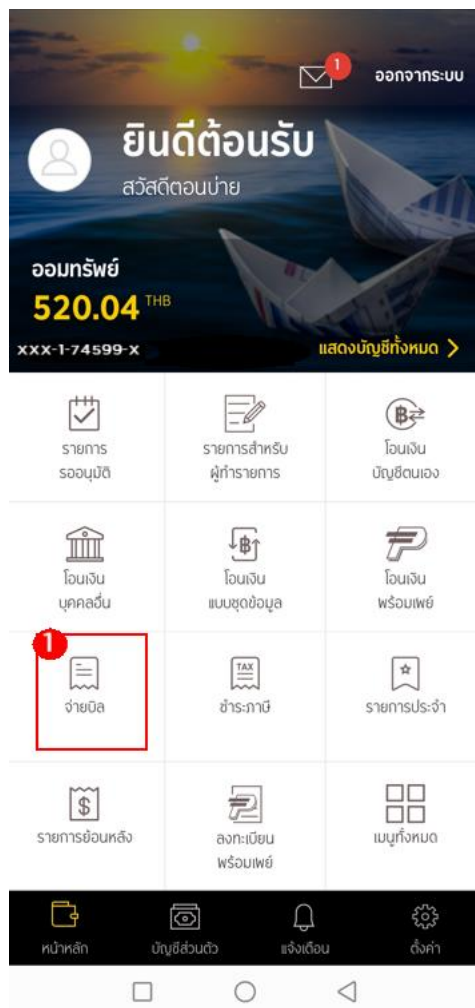 1
ออกจากระบบ
ยินดีต้อนรับ
สวัสดีตอนบ่าย
ออมทรัพย์
520.04 THB
xxx-1-74599-x
แสดงบัญชีทั้งหมด
รายการ
รออนุมัติ
รายการสำหรับ
ผู้ทำรายการ
โอนเงิน
บัญชีตนเอง
โอนเงิน
บุคคลอื่น
โอนเงิน
แบบชุดข้อมูล
โอนเงิน
พร้อมเพย์
1
จ่ายบิล
TAX
ชำระภาษี
รายการประจำ
รายการย้อนหลัง
ลงทะเบียน
พร้อมเพย์
เมนูทั้งหมด
หน้าหลัก
บัญชีส่วนตัว
แจ้งเตือน
ตั้งค่า